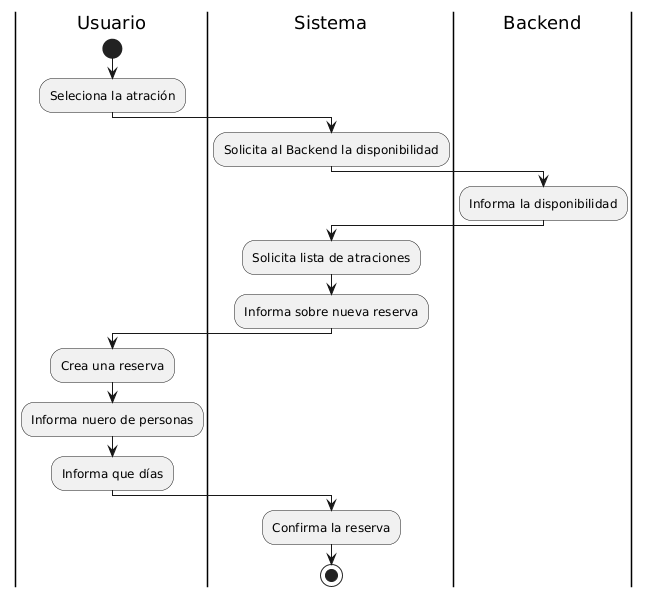 Usuario
Sistema
Backend
Seleciona la atración
Solicita al Backend la disponibilidad
Informa la disponibilidad
Solicita lista de atraciones
Informa sobre nueva reserva
Crea una reserva
Informa nuero de personas
Informa que días
Confirma la reserva